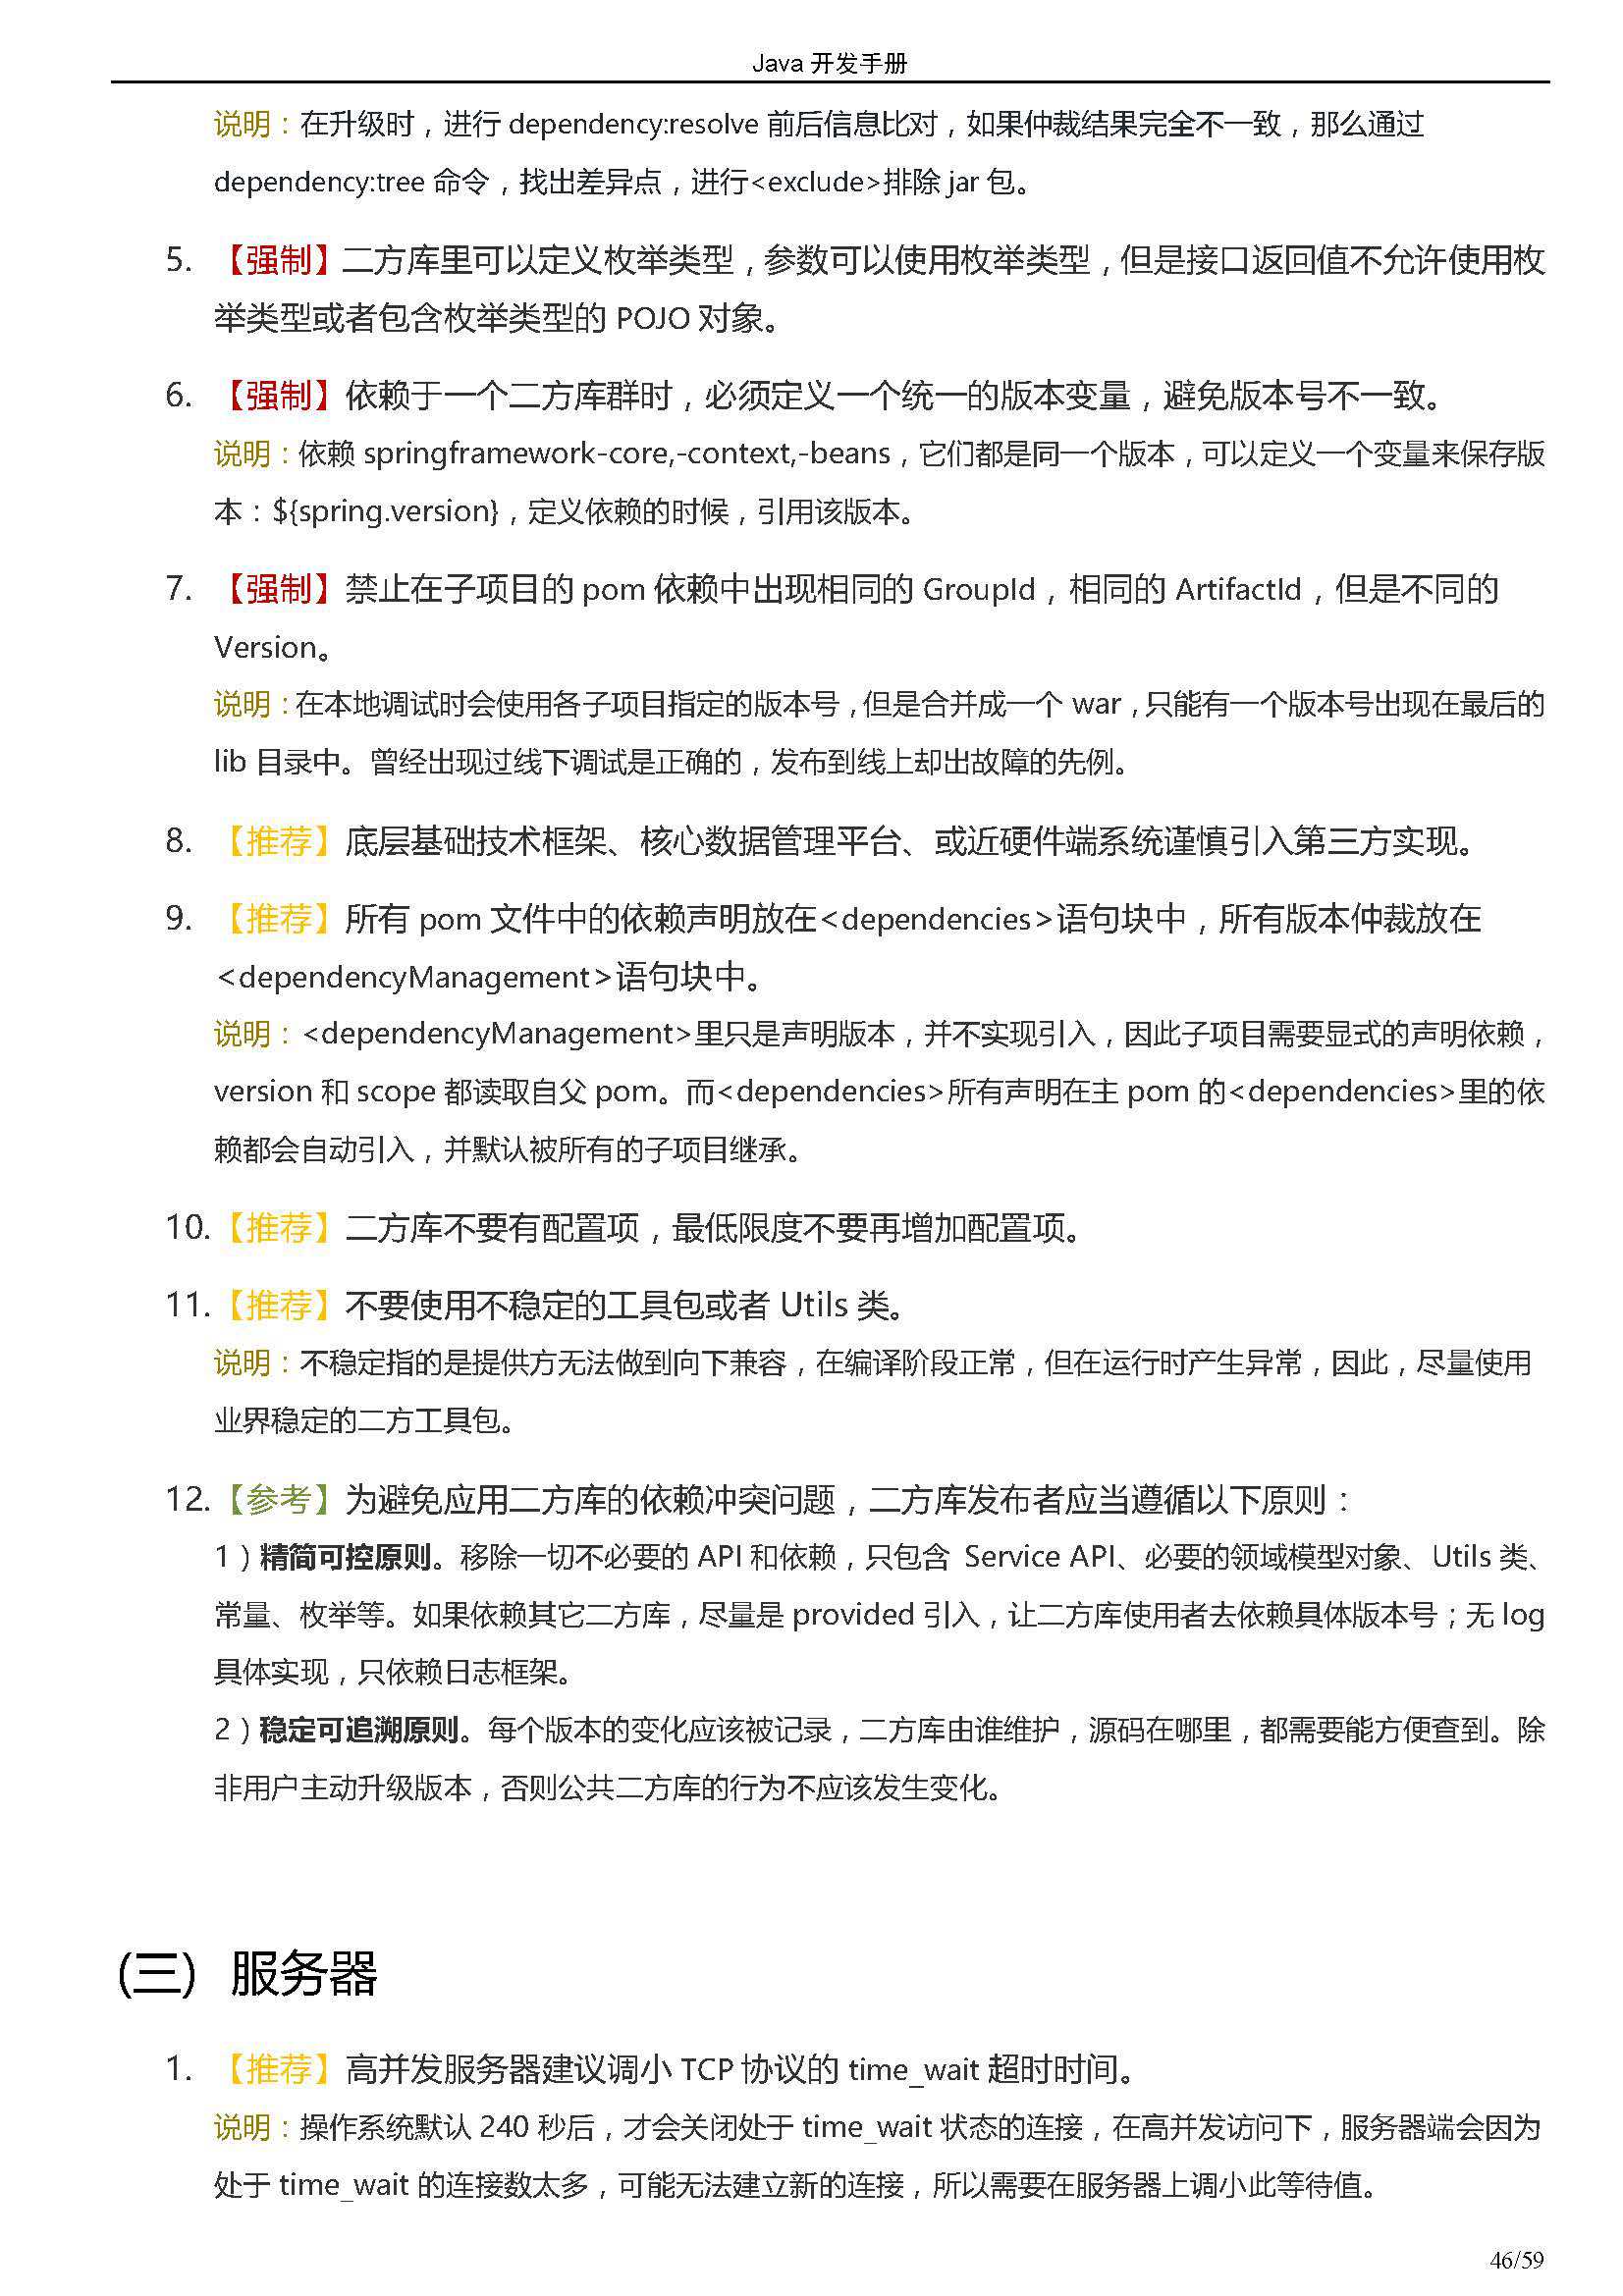 Java 开发手册
说明：在升级时，进行 dependency:resolve 前后信息比对，如果仲裁结果完全不一致，那么通过
dependency:tree 命令，找出差异点，进行<exclude>排除 jar 包。
5. 【强制】二方库里可以定义枚举类型，参数可以使用枚举类型，但是接口返回值不允许使用枚
举类型或者包含枚举类型的 POJO 对象。
6. 【强制】依赖于一个二方库群时，必须定义一个统一的版本变量，避免版本号不一致。
说明：依赖 springframework-core,-context,-beans，它们都是同一个版本，可以定义一个变量来保存版
本：${spring.version}，定义依赖的时候，引用该版本。
7. 【强制】禁止在子项目的 pom 依赖中出现相同的 GroupId，相同的 ArtifactId，但是不同的
Version。
说明：在本地调试时会使用各子项目指定的版本号，但是合并成一个 war，只能有一个版本号出现在最后的
lib 目录中。曾经出现过线下调试是正确的，发布到线上却出故障的先例。
8. 【推荐】底层基础技术框架、核心数据管理平台、或近硬件端系统谨慎引入第三方实现。
9. 【推荐】所有 pom 文件中的依赖声明放在<dependencies>语句块中，所有版本仲裁放在
<dependencyManagement>语句块中。
说明：<dependencyManagement>里只是声明版本，并不实现引入，因此子项目需要显式的声明依赖，
version 和 scope 都读取自父 pom。而<dependencies>所有声明在主 pom 的<dependencies>里的依
赖都会自动引入，并默认被所有的子项目继承。
10. 【推荐】二方库不要有配置项，最低限度不要再增加配置项。
11. 【推荐】不要使用不稳定的工具包或者 Utils 类。
说明：不稳定指的是提供方无法做到向下兼容，在编译阶段正常，但在运行时产生异常，因此，尽量使用
业界稳定的二方工具包。
12. 【参考】为避免应用二方库的依赖冲突问题，二方库发布者应当遵循以下原则：
1）精简可控原则。移除一切不必要的 API 和依赖，只包含 Service API、必要的领域模型对象、Utils 类、
常量、枚举等。如果依赖其它二方库，尽量是 provided 引入，让二方库使用者去依赖具体版本号；无 log
具体实现，只依赖日志框架。
2）稳定可追溯原则。每个版本的变化应该被记录，二方库由谁维护，源码在哪里，都需要能方便查到。除
非用户主动升级版本，否则公共二方库的行为不应该发生变化。
(三) 服务器
1. 【推荐】高并发服务器建议调小 TCP 协议的 time_wait 超时时间。
说明：操作系统默认 240 秒后，才会关闭处于 time_wait 状态的连接，在高并发访问下，服务器端会因为
处于 time_wait 的连接数太多，可能无法建立新的连接，所以需要在服务器上调小此等待值。
46/59